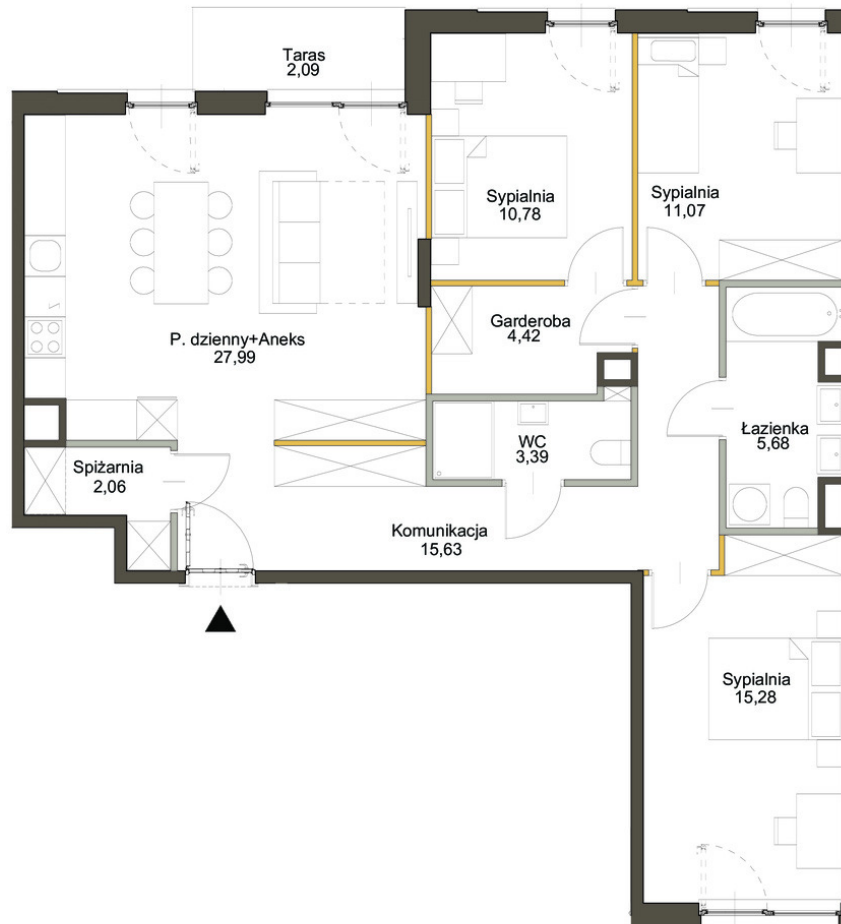 Taras
2,09
Sypialnia
10,78
Sypialnia
11,07
P. dzienny+Aneks
27,99
Garderoba
4,42
WC
3,39
Łazienka
5,68
Spiżarnia
2,06
Komunikacja
15,63
Sypialnia
15,28